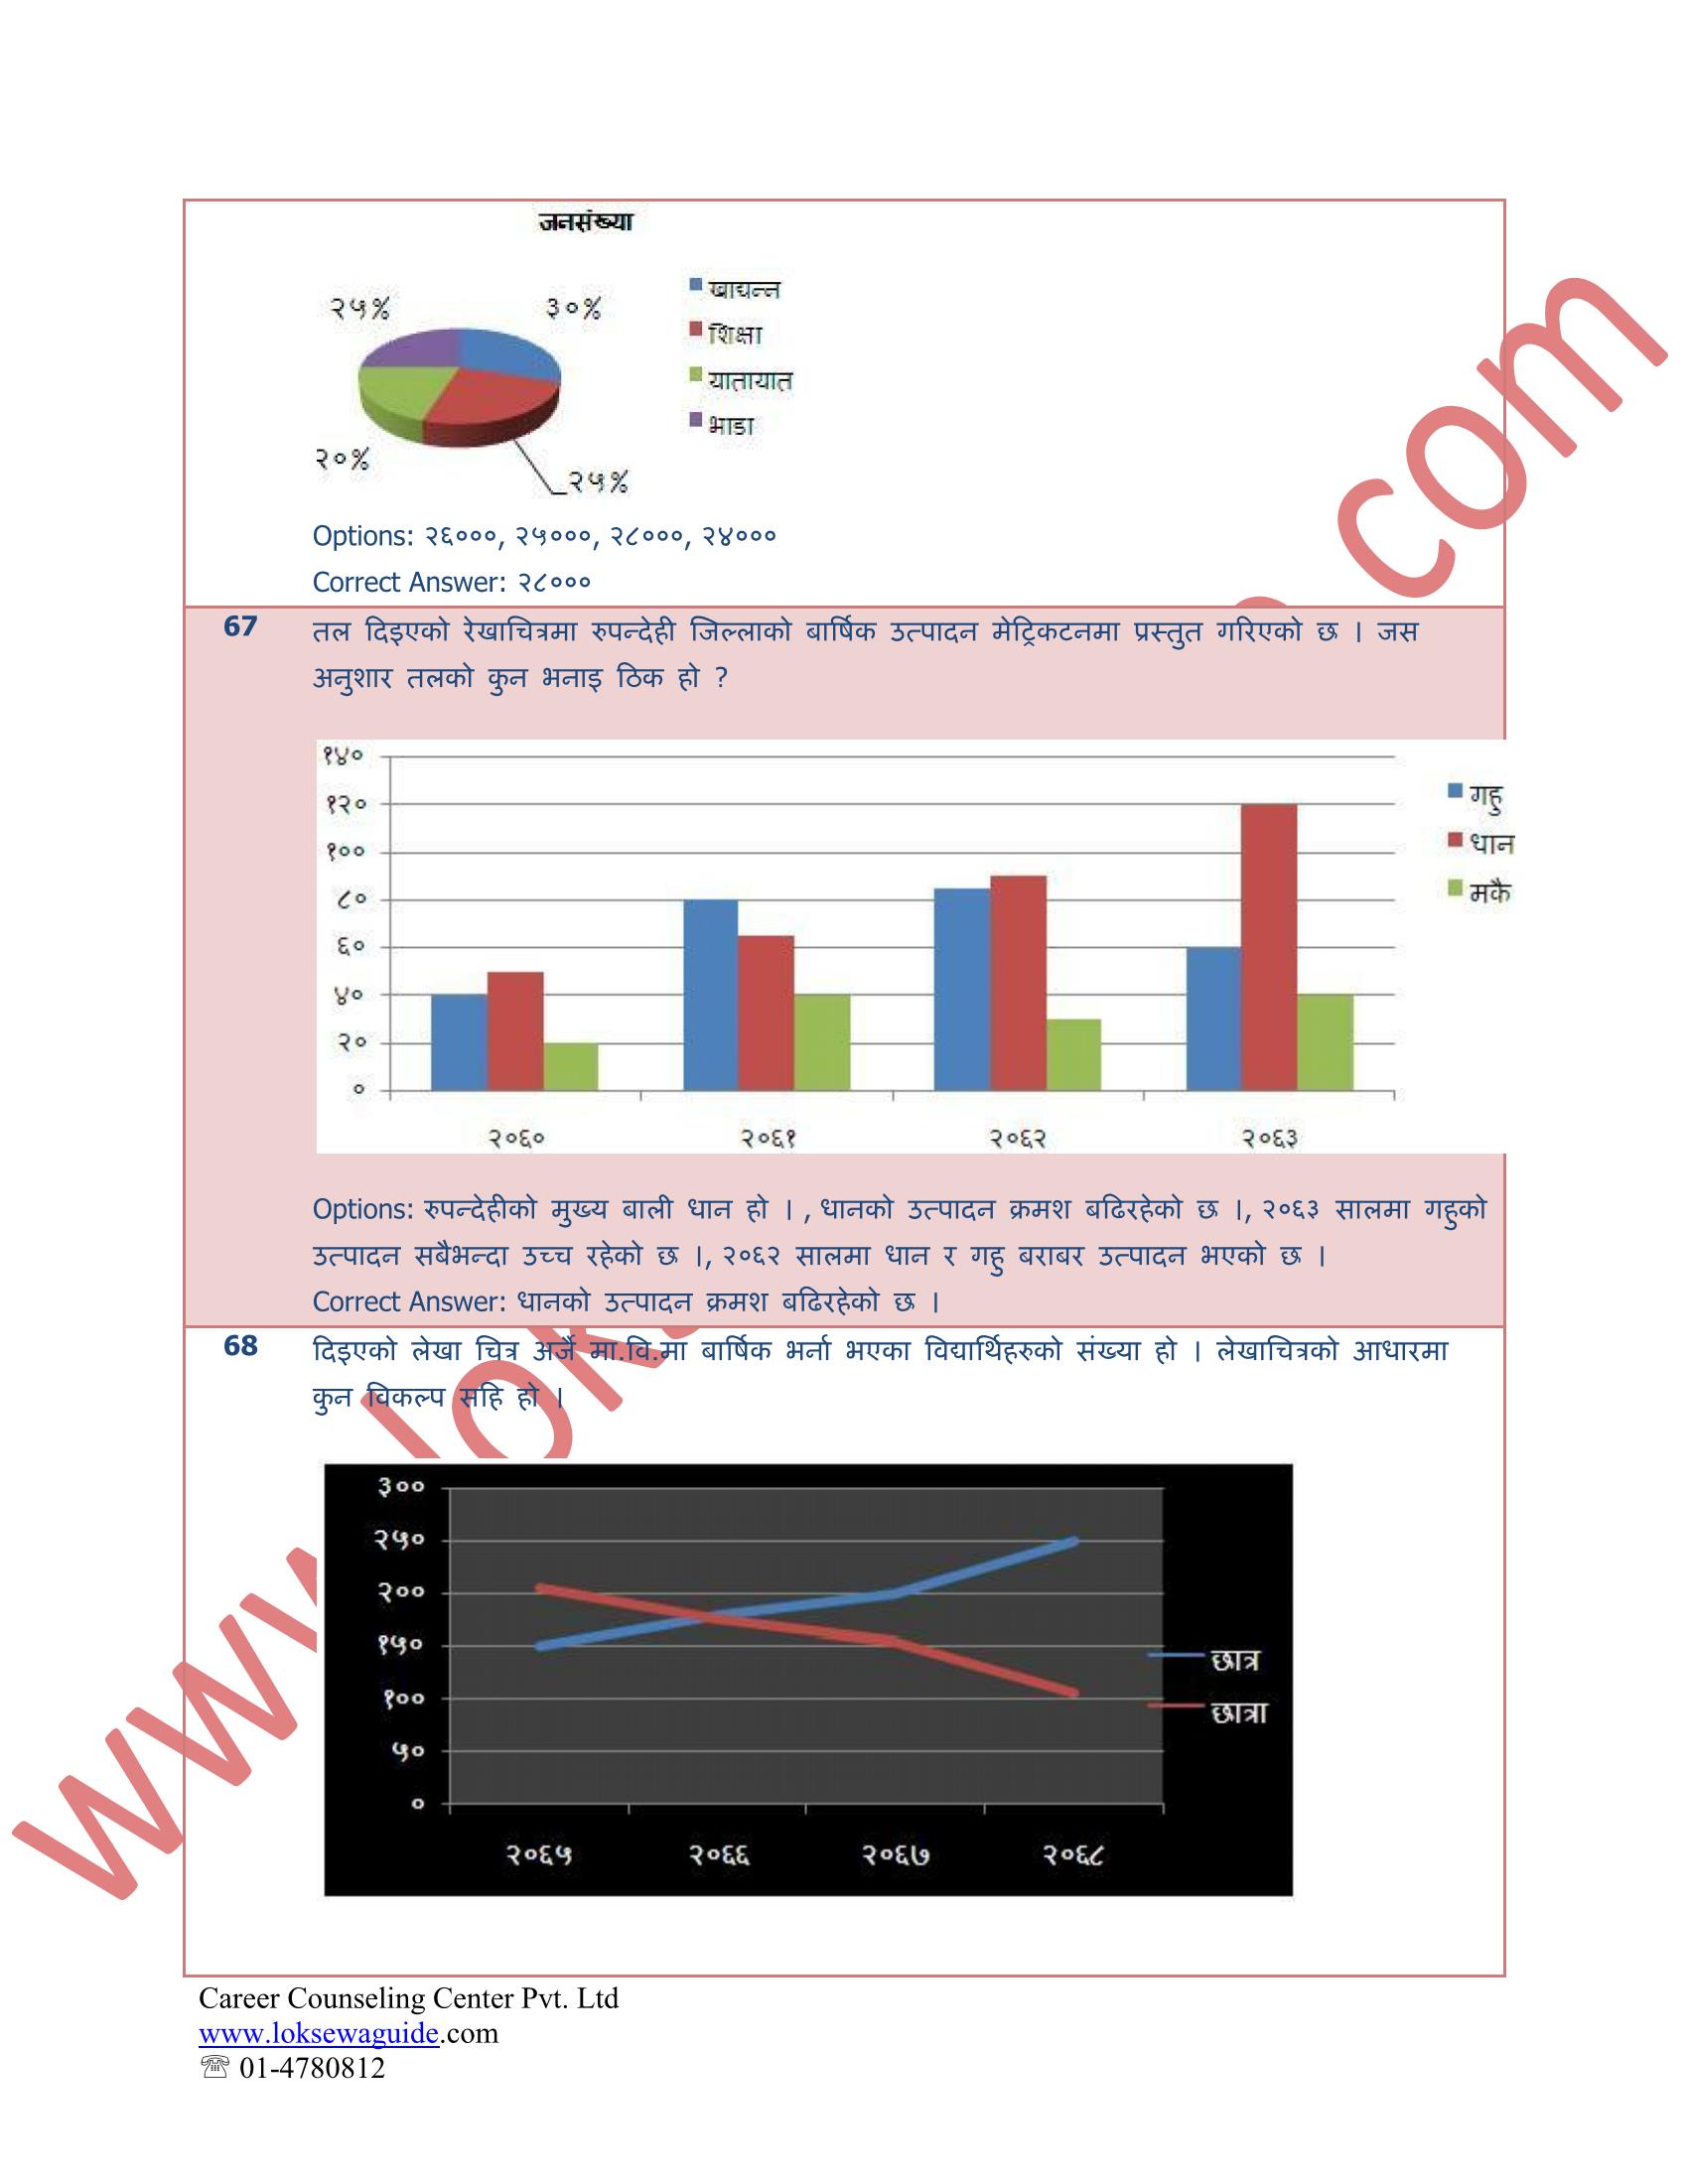 जनसंख्या
२५%
३०%
२०%
२५%
खाद्यन्न
शिक्षा
यातायात
भाडा
Options: २६०००, २५०००, २८०००, २४०००
Correct Answer: २८०००
67 तल दिइएको रेखाचित्रमा रुपन्देही जिल्लाको बार्षिक उत्पादन मेट्रिकटनमा प्रस्तुत गरिएको छ । जस
अनुशार तलको कुन भनाइ ठिक हो ?
१४०
१२०
१००
८०
६०
४०
२०
०
२०६० २०६१ २०६२ २०६३
गहु
धान
मकै
Options: रुपन्देहीको मुख्य बाली धान हो । , धानको उत्पादन क्रमश बढिरहेको छ ।, २०६३ सालमा गहुको
उत्पादन सबैभन्दा उच्च रहेको छ ।, २०६२ सालमा धान र गहु बराबर उत्पादन भएको छ ।
Correct Answer: धानको उत्पादन क्रमश बढिरहेको छ ।
68 दिइएको लेखा चित्र अर्जै मा.वि.मा बार्षिक भर्ना भएका विद्यार्थिहरुको संख्या हो । लेखाचित्रको आधारमा
कुन विकल्प सहि हो ।
३००
२५०
२००
१५०
१००
५०
०
२०६५ २०६६ २०६७ २०६८
छात्र
छात्रा
Career Counseling Center Pvt. Ltd
www.loksewaguide.com
☏ 01-4780812